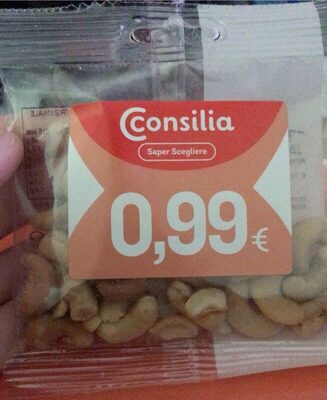 Consilia
Saper Scegliere
0,99 €